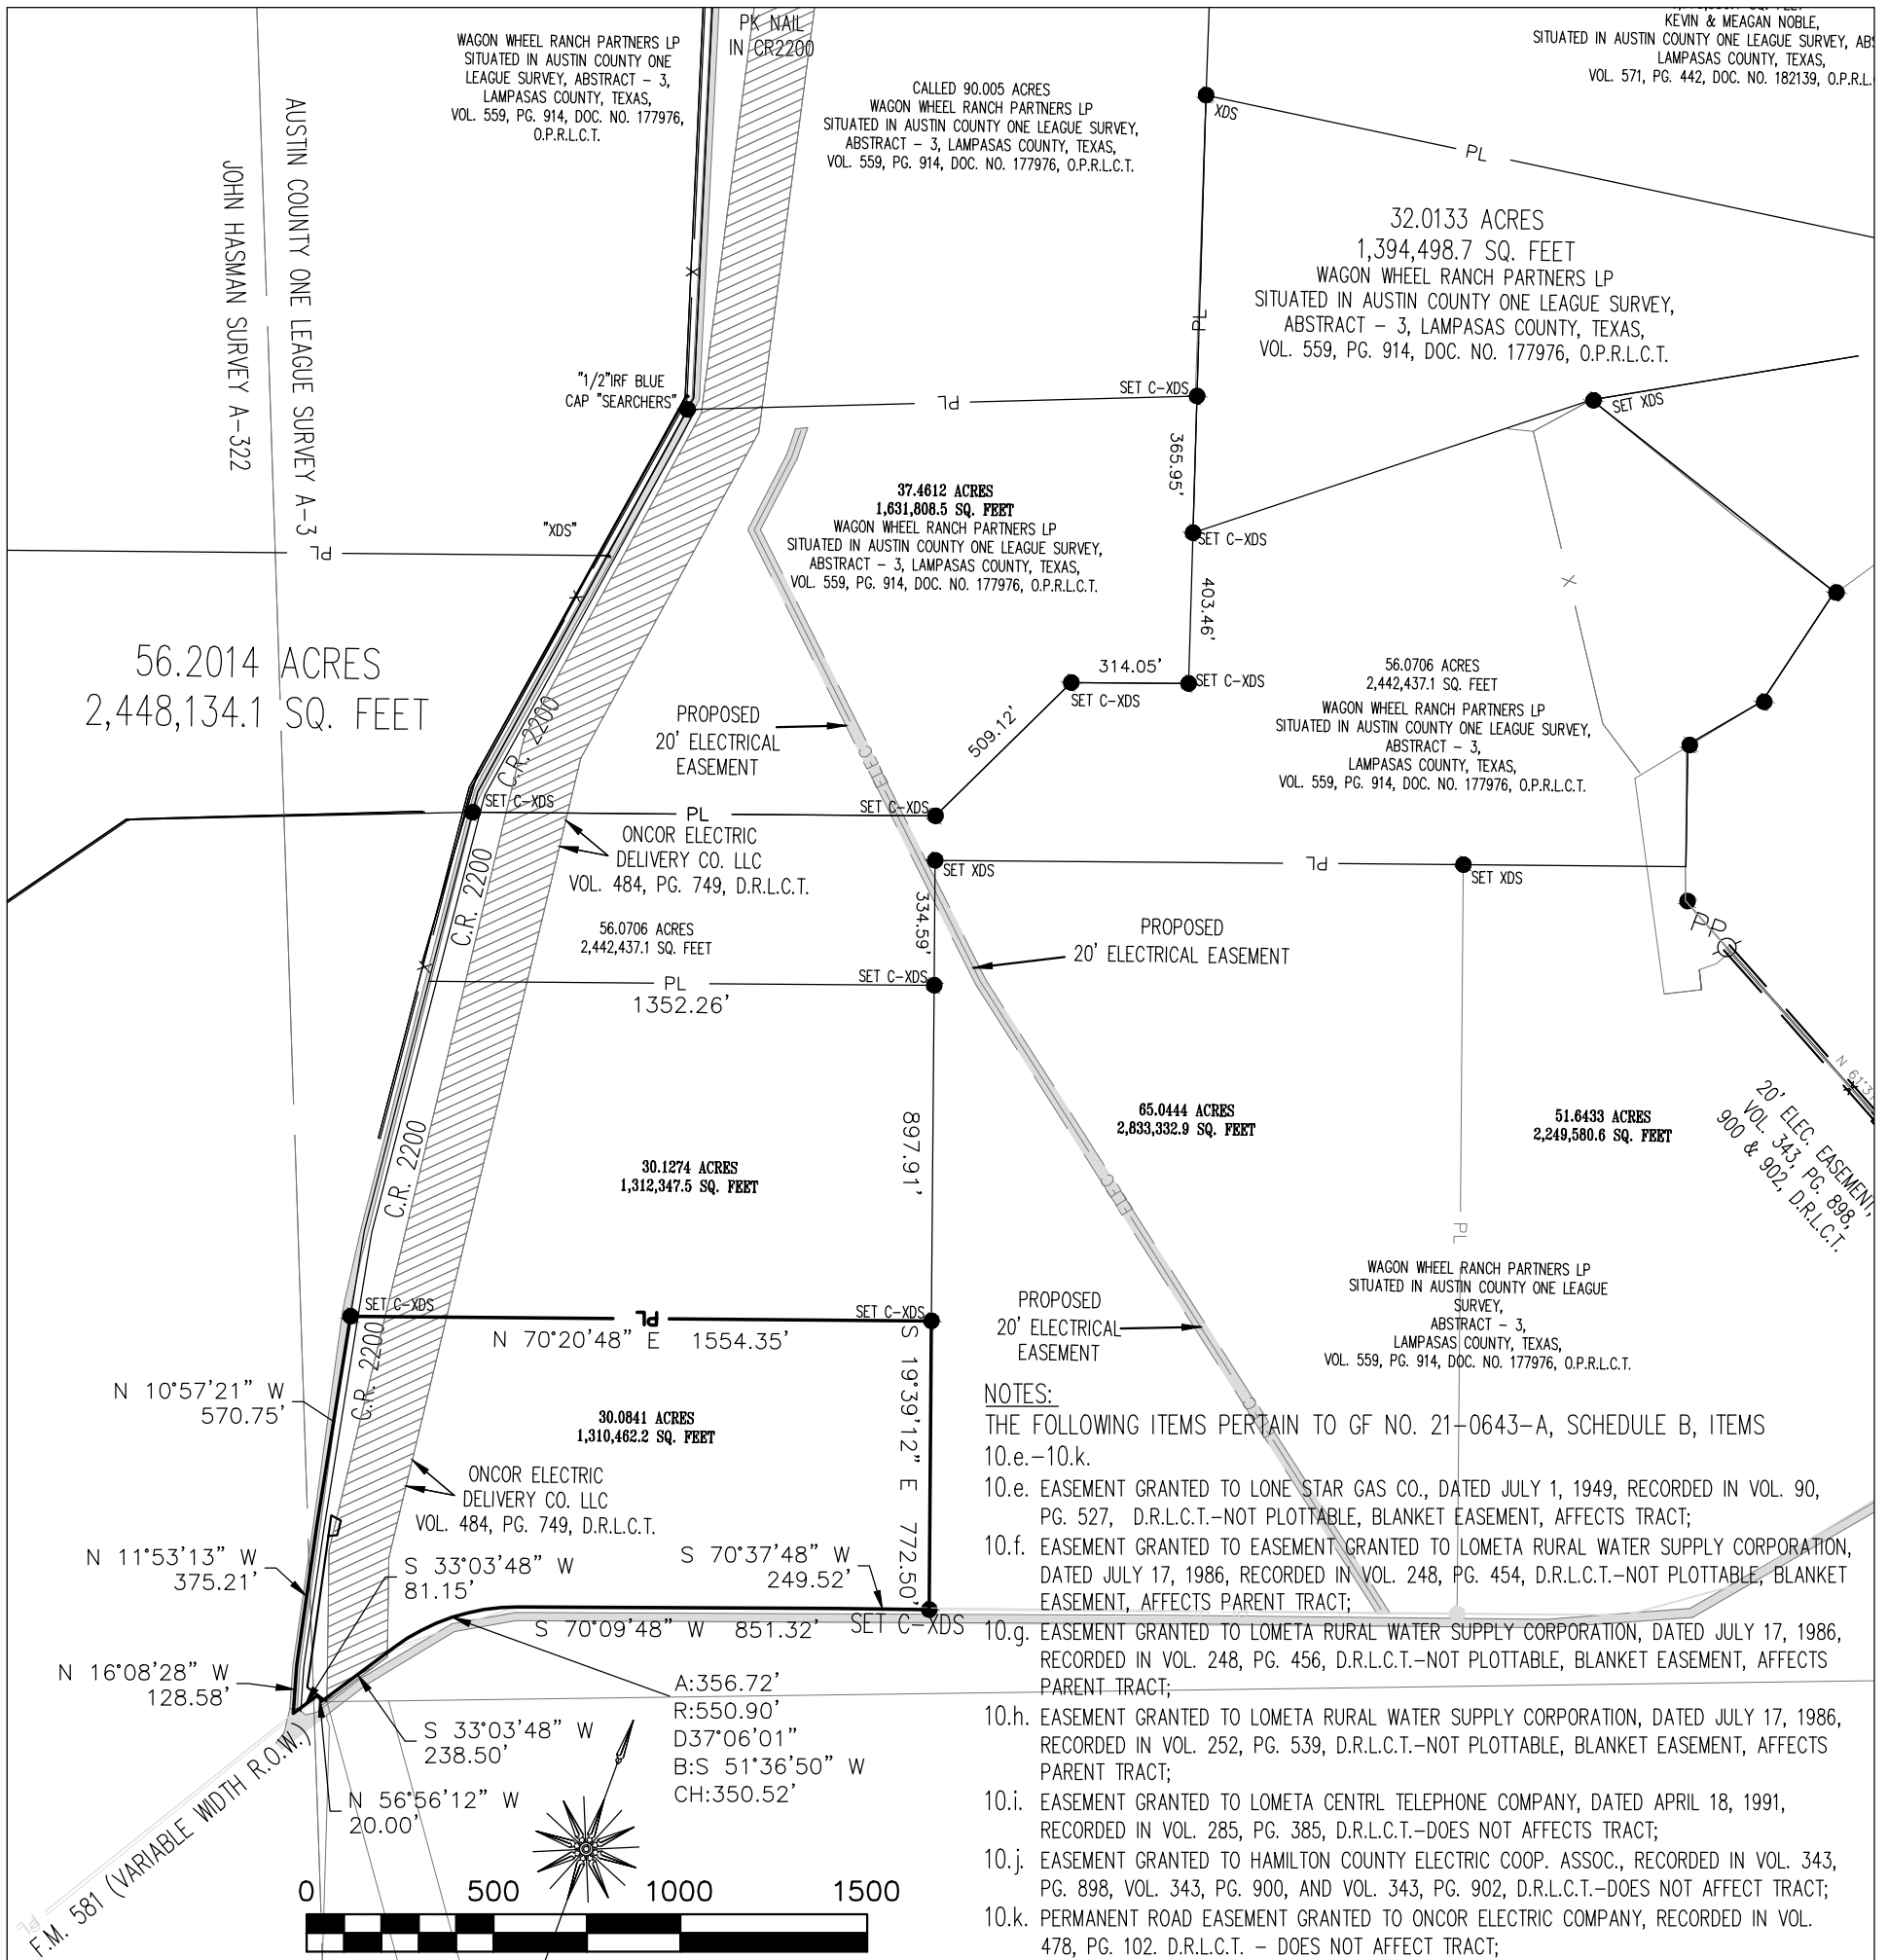 WAGON WHEEL RANCH PARTNERS LP
SITUATED IN AUSTIN COUNTY ONE
LEAGUE SURVEY, ABSTRACT – 3,
LAMPASAS COUNTY, TEXAS,
VOL. 559, PG. 914, DOC. NO. 177976,
O.P.R.L.C.T.
PK NAIL
IN CR2200
CALLED 90.005 ACRES
WAGON WHEEL RANCH PARTNERS LP
SITUATED IN AUSTIN COUNTY ONE LEAGUE SURVEY,
ABSTRACT – 3, LAMPASAS COUNTY, TEXAS,
VOL. 559, PG. 914, DOC. NO. 177976, O.P.R.L.C.T.
KEVIN & MEAGAN NOBLE,
SITUATED IN AUSTIN COUNTY ONE LEAGUE SURVEY,
LAMPASAS COUNTY, TEXAS,
VOL. 571, PG. 442, DOC. NO. 182139, O.P.R.L.
XDS
PL
AUSTIN COUNTY ONE LEAGUE SURVEY A-3
JOHN HASMAN SURVEY A-322
32.0133 ACRES
1,394,498.7 SQ. FEET
WAGON WHEEL RANCH PARTNERS LP
SITUATED IN AUSTIN COUNTY ONE LEAGUE SURVEY,
ABSTRACT – 3, LAMPASAS COUNTY, TEXAS,
VOL. 559, PG. 914, DOC. NO. 177976, O.P.R.L.C.T.
X
PL
"1/2"IRF BLUE
CAP "SEARCHERS"
PL
SET C-XDS
SET XDS
365.95'
37.4612 ACRES
1,631,808.5 SQ. FEET
WAGON WHEEL RANCH PARTNERS LP
SITUATED IN AUSTIN COUNTY ONE LEAGUE SURVEY,
ABSTRACT – 3, LAMPASAS COUNTY, TEXAS,
VOL. 559, PG. 914, DOC. NO. 177976, O.P.R.L.C.T.
"XDS"
PL
SET C-XDS
X
X
403.46'
56.2014 ACRES
2,448,134.1 SQ. FEET
314.05'
SET C-XDS
SET C-XDS
56.0706 ACRES
2,442,437.1 SQ. FEET
WAGON WHEEL RANCH PARTNERS LP
SITUATED IN AUSTIN COUNTY ONE LEAGUE SURVEY,
ABSTRACT – 3,
LAMPASAS COUNTY, TEXAS,
VOL. 559, PG. 914, DOC. NO. 177976, O.P.R.L.C.T.
PROPOSED
20' ELECTRICAL
EASEMENT
509.12'
ELEC
C.R. 2200
SET C-XDS
PL
SET C-XDS
ONCOR ELECTRIC
DELIVERY CO. LLC
VOL. 484, PG. 749, D.R.L.C.T.
C.R. 2200
SET XDS
PL
SET XDS
334.59'
56.0706 ACRES
2,442,437.1 SQ. FEET
PROPOSED
20' ELECTRICAL EASEMENT
PP
X
PL
1352.26'
SET C-XDS
N 61°3
20' ELEC. EASEMENT,
VOL. 343, PG. 898,
900 & 902, D.R.L.C.T.
C.R. 2200
30.1274 ACRES
1,312,347.5 SQ. FEET
897.91'
65.0444 ACRES
2,833,332.9 SQ. FEET
51.6433 ACRES
2,249,580.6 SQ. FEET
ELEC
PL
WAGON WHEEL RANCH PARTNERS LP
SITUATED IN AUSTIN COUNTY ONE LEAGUE
SURVEY,
ABSTRACT – 3,
LAMPASAS COUNTY, TEXAS,
VOL. 559, PG. 914, DOC. NO. 177976, O.P.R.L.C.T.
PROPOSED
20' ELECTRICAL
EASEMENT
SET C-XDS
PL
SET C-XDS
N 70°20'48" E 1554.35'
C.R. 2200
S 19°39'12" E 772.50'
ELEC
N 10°57'21" W
570.75'
30.0841 ACRES
1,310,462.2 SQ. FEET
ONCOR ELECTRIC
DELIVERY CO. LLC
VOL. 484, PG. 749, D.R.L.C.T.
N 11°53'13" W
375.21'
S 33°03'48" W
81.15'
S 70°37'48" W
249.52'
SET C-XDS
S 70°09'48" W 851.32'
N 16°08'28" W
128.58'
A:356.72'
R:550.90'
D37°06'01"
B:S 51°36'50" W
CH:350.52'
S 33°03'48" W
238.50'
N 56°56'12" W
20.00'
PL
F.M. 581 (VARIABLE WIDTH R.O.W.)
0 500 1000 1500
NOTES:
THE FOLLOWING ITEMS PERTAIN TO GF NO. 21-0643-A, SCHEDULE B, ITEMS
10.e.-10.k.
10.e. EASEMENT GRANTED TO LONE STAR GAS CO., DATED JULY 1, 1949, RECORDED IN VOL. 90,
PG. 527, D.R.L.C.T.-NOT PLOTTABLE, BLANKET EASEMENT, AFFECTS TRACT;
10.f. EASEMENT GRANTED TO EASEMENT GRANTED TO LOMETA RURAL WATER SUPPLY CORPORATION,
DATED JULY 17, 1986, RECORDED IN VOL. 248, PG. 454, D.R.L.C.T.-NOT PLOTTABLE, BLANKET
EASEMENT, AFFECTS PARENT TRACT;
10.g. EASEMENT GRANTED TO LOMETA RURAL WATER SUPPLY CORPORATION, DATED JULY 17, 1986,
RECORDED IN VOL. 248, PG. 456, D.R.L.C.T.-NOT PLOTTABLE, BLANKET EASEMENT, AFFECTS
PARENT TRACT;
10.h. EASEMENT GRANTED TO LOMETA RURAL WATER SUPPLY CORPORATION, DATED JULY 17, 1986,
RECORDED IN VOL. 252, PG. 539, D.R.L.C.T.-NOT PLOTTABLE, BLANKET EASEMENT, AFFECTS
PARENT TRACT;
10.i. EASEMENT GRANTED TO LOMETA CENTRL TELEPHONE COMPANY, DATED APRIL 18, 1991,
RECORDED IN VOL. 285, PG. 385, D.R.L.C.T.-DOES NOT AFFECTS TRACT;
10.j. EASEMENT GRANTED TO HAMILTON COUNTY ELECTRIC COOP. ASSOC., RECORDED IN VOL. 343,
PG. 898, VOL. 343, PG. 900, AND VOL. 343, PG. 902, D.R.L.C.T.-DOES NOT AFFECT TRACT;
10.k. PERMANENT ROAD EASEMENT GRANTED TO ONCOR ELECTRIC COMPANY, RECORDED IN VOL.
478, PG. 102. D.R.L.C.T. – DOES NOT AFFECT TRACT;